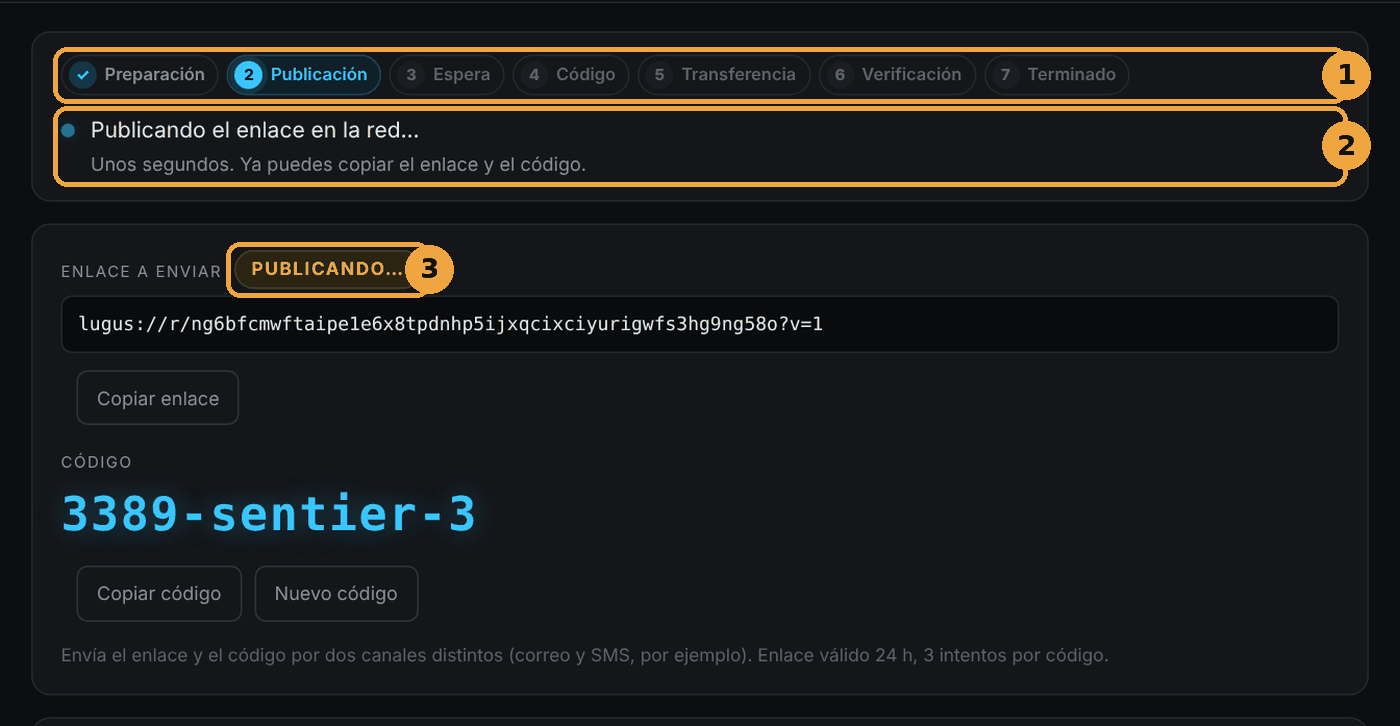 ✓ Preparación 2 Publicación 3 Espera 4 Código 5 Transferencia 6 Verificación 7 Terminado 1
Publicando el enlace en la red...
Unos segundos. Ya puedes copiar el enlace y el código.
2
ENLACE A ENVIAR PUBLICANDO... 3
lugus://r/ng6bfcmwftaipe1e6x8tpdnhp5ijxqcixciyurigwfs3hg9ng58o?v=1
Copiar enlace
CÓDIGO
3389-sentier-3
Copiar código Nuevo código
Envía el enlace y el código por dos canales distintos (correo y SMS, por ejemplo). Enlace válido 24 h, 3 intentos por código.